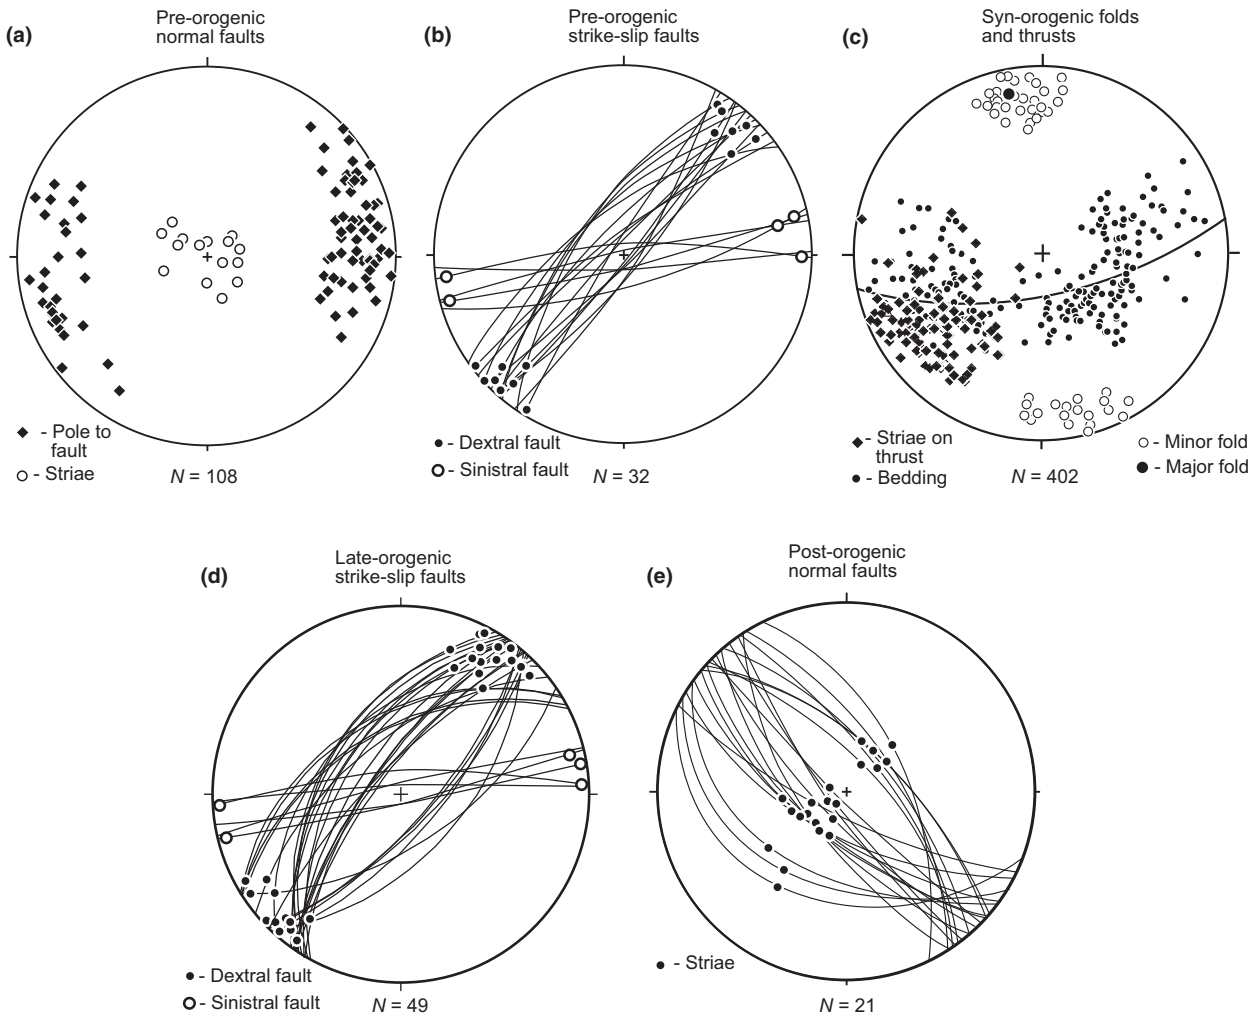 (a)
Pre-orogenic
normal faults
- Pole to
fault
- Striae
N = 108
(b)
Pre-orogenic
strike-slip faults
- Dextral fault
- Sinistral fault
N = 32
(c)
Syn-orogenic folds
and thrusts
- Striae on
thrust
- Bedding
N = 402
- Minor fold
- Major fold
(d)
Late-orogenic
strike-slip faults
- Dextral fault
- Sinistral fault
N = 49
(e)
Post-orogenic
normal faults
- Striae
N = 21